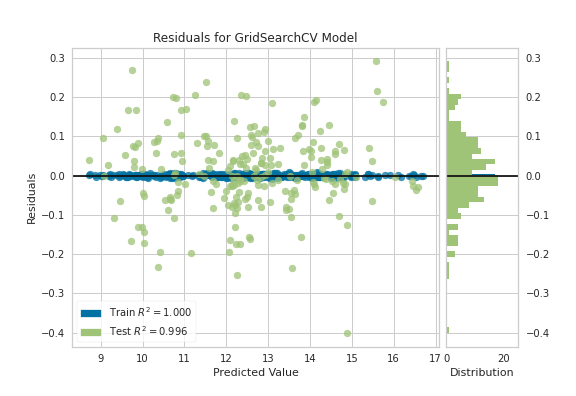 Residuals for GridSearchCV Model
0.3
0.2
0.1
0.0
−0.1
−0.2
−0.3
−0.4
Residuals
Train R² = 1.000
Test R² = 0.996
9 10 11 12 13 14 15 16 17
Predicted Value
0.3
0.2
0.1
0.0
−0.1
−0.2
−0.3
−0.4
0 20
Distribution